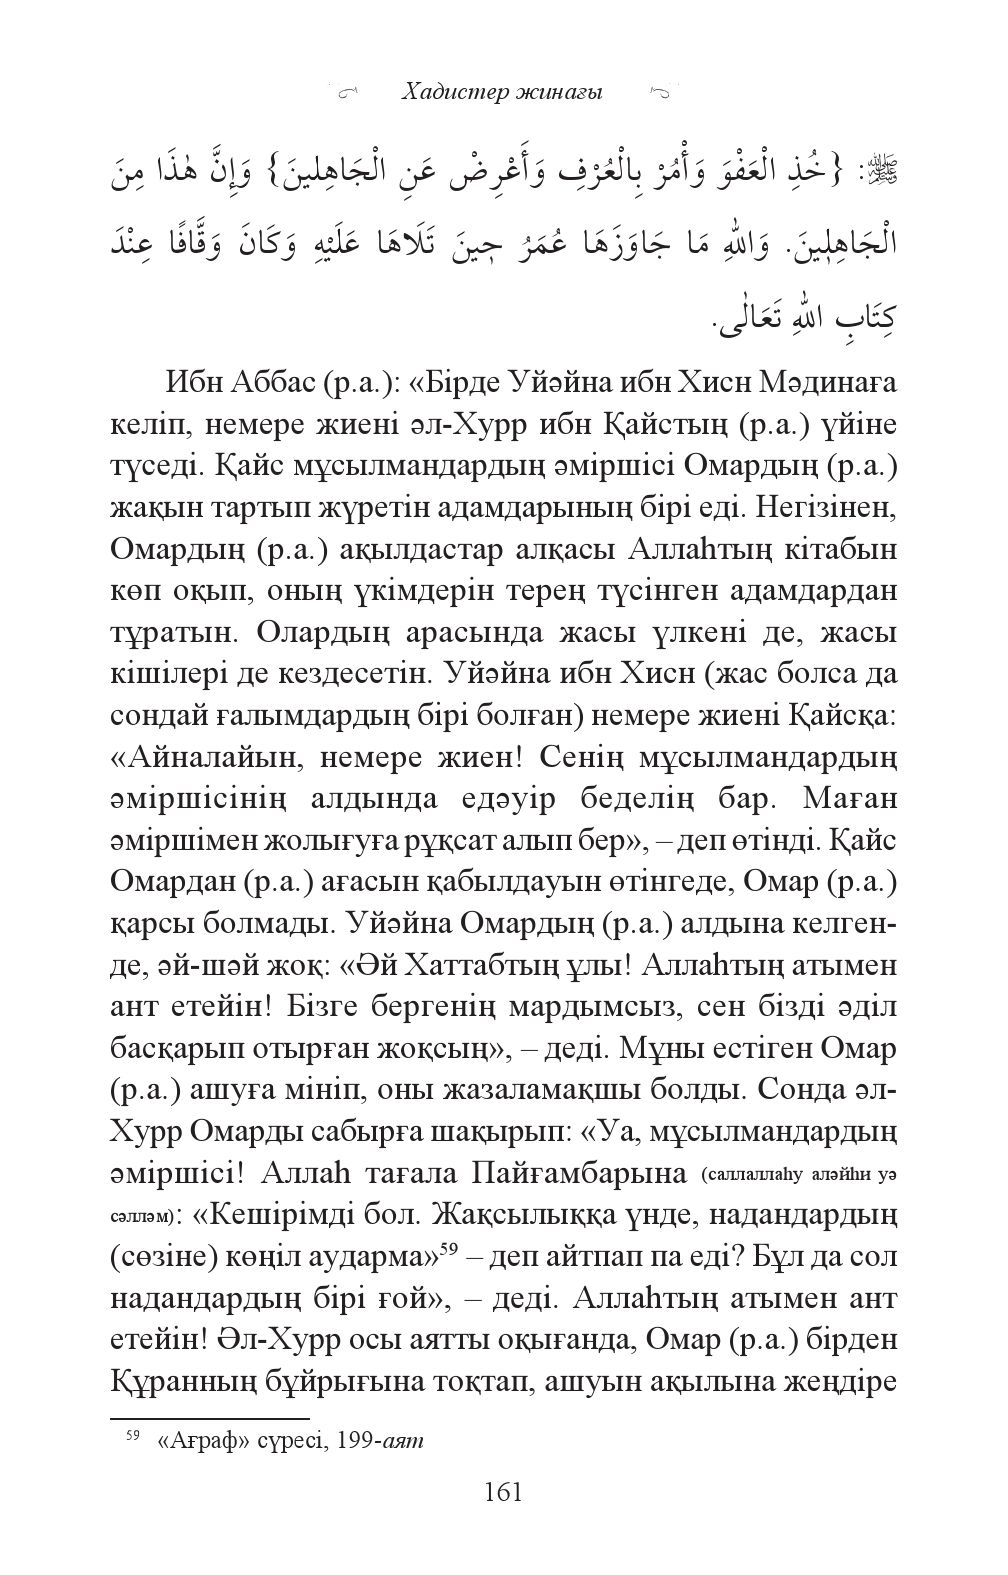 Хадистер жинағы
ﷺ: {خُذِ الْعَفْوَ وَأْمُرْ بِالْعُرْفِ وَأَعْرِضْ عَنِ الْجَاهِلينَ} وَإِنَّ هٰذَا مِنَ
الْجَاهِلِينَ. وَاللهِ مَا جَاوَزَهَا عُمَرُ حِينَ تَلَاهَا عَلَيْهِ وَكَانَ وَقَّافًا عِنْدَ
كِتَابِ اللهِ تَعَالٰى.
Ибн Аббас (р.а.): «Бірде Уйәйна ибн Хисн Мәдинаға
келіп, немере жиені әл-Хурр ибн Қайстың (р.а.) үйіне
түседі. Қайс мұсылмандардың әміршісі Омардың (р.а.)
жақын тартып жүретін адамдарының бірі еді. Негізінен,
Омардың (р.а.) ақылдастар алқасы Аллаһтың кітабын
көп оқып, оның үкімдерін терең түсінген адамдардан
тұратын. Олардың арасында жасы үлкені де, жасы
кішілері де кездесетін. Уйәйна ибн Хисн (жас болса да
сондай ғалымдардың бірі болған) немере жиені Қайсқа:
«Айналайын, немере жиен! Сенің мұсылмандардың
әміршісінің алдында едәуір беделің бар. Маған
әміршімен жолығуға рұқсат алып бер», – деп өтінді. Қайс
Омардан (р.а.) ағасын қабылдауын өтінгеде, Омар (р.а.)
қарсы болмады. Уйәйна Омардың (р.а.) алдына келген-
де, әй-шәй жоқ: «Әй Хаттабтың ұлы! Аллаһтың атымен
ант етейін! Бізге бергенің мардымсыз, сен бізді әділ
басқарып отырған жоқсың», – деді. Мұны естіген Омар
(р.а.) ашуға мініп, оны жазаламақшы болды. Сонда әл-
Хурр Омарды сабырға шақырып: «Уа, мұсылмандардың
әміршісі! Аллаһ тағала Пайғамбарына (саллаллаһу аләйһи уә
сәлләм): «Кешірімді бол. Жақсылыққа үнде, надандардың
(сөзіне) көңіл аударма»59 – деп айтпап па еді? Бұл да сол
надандардың бірі ғой», – деді. Аллаһтың атымен ант
етейін! Әл-Хурр осы аятты оқығанда, Омар (р.а.) бірден
Құранның бұйрығына тоқтап, ашуын ақылына жеңдіре
59 «Ағраф» сүресі, 199-аят
161